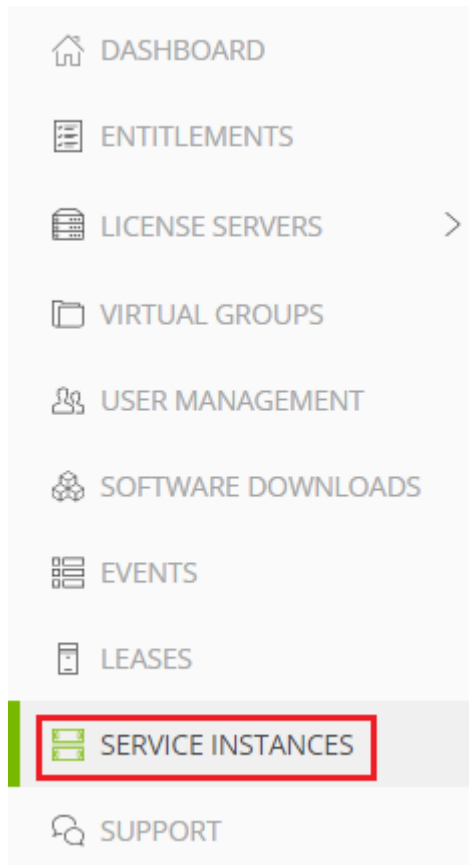 DASHBOARD
ENTITLEMENTS
LICENSE SERVERS
VIRTUAL GROUPS
USER MANAGEMENT
SOFTWARE DOWNLOADS
EVENTS
LEASES
SERVICE INSTANCES
SUPPORT